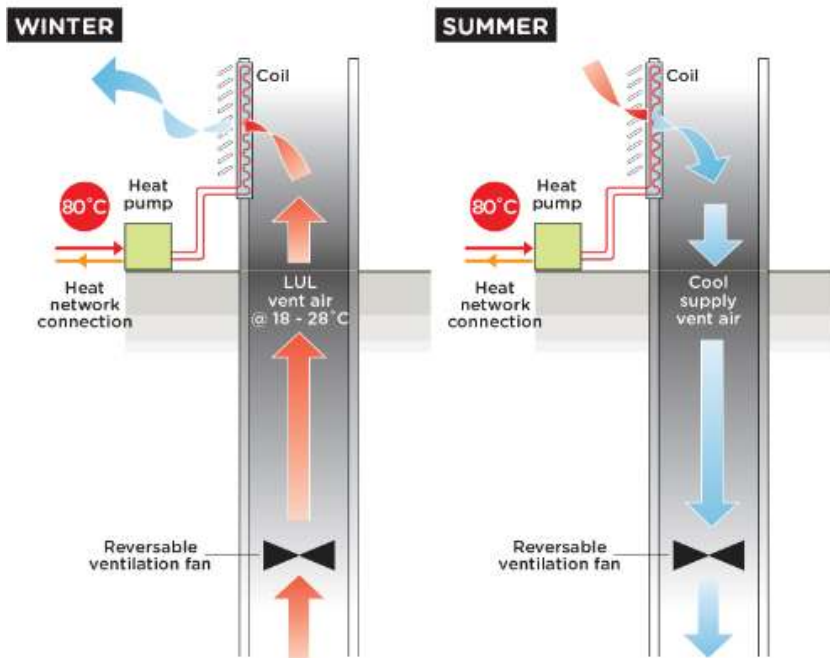 WINTER
Coil
80°C
Heat
pump
Heat
network
connection
LUL
vent air
@ 18 - 28°C
Reversable
ventilation fan
SUMMER
Coil
80°C
Heat
pump
Heat
network
connection
Cool
supply
vent air
Reversable
ventilation fan